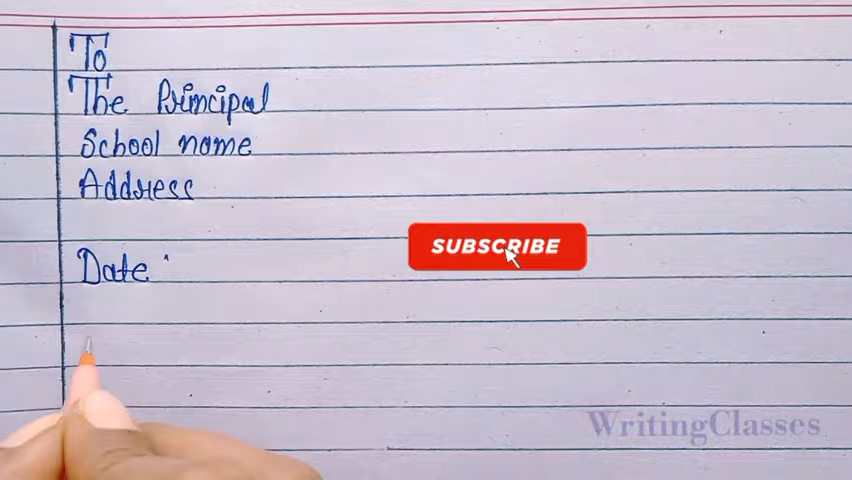 To
The Principal
School name
Address
SUBSCRIBE
Date :
WritingClasses